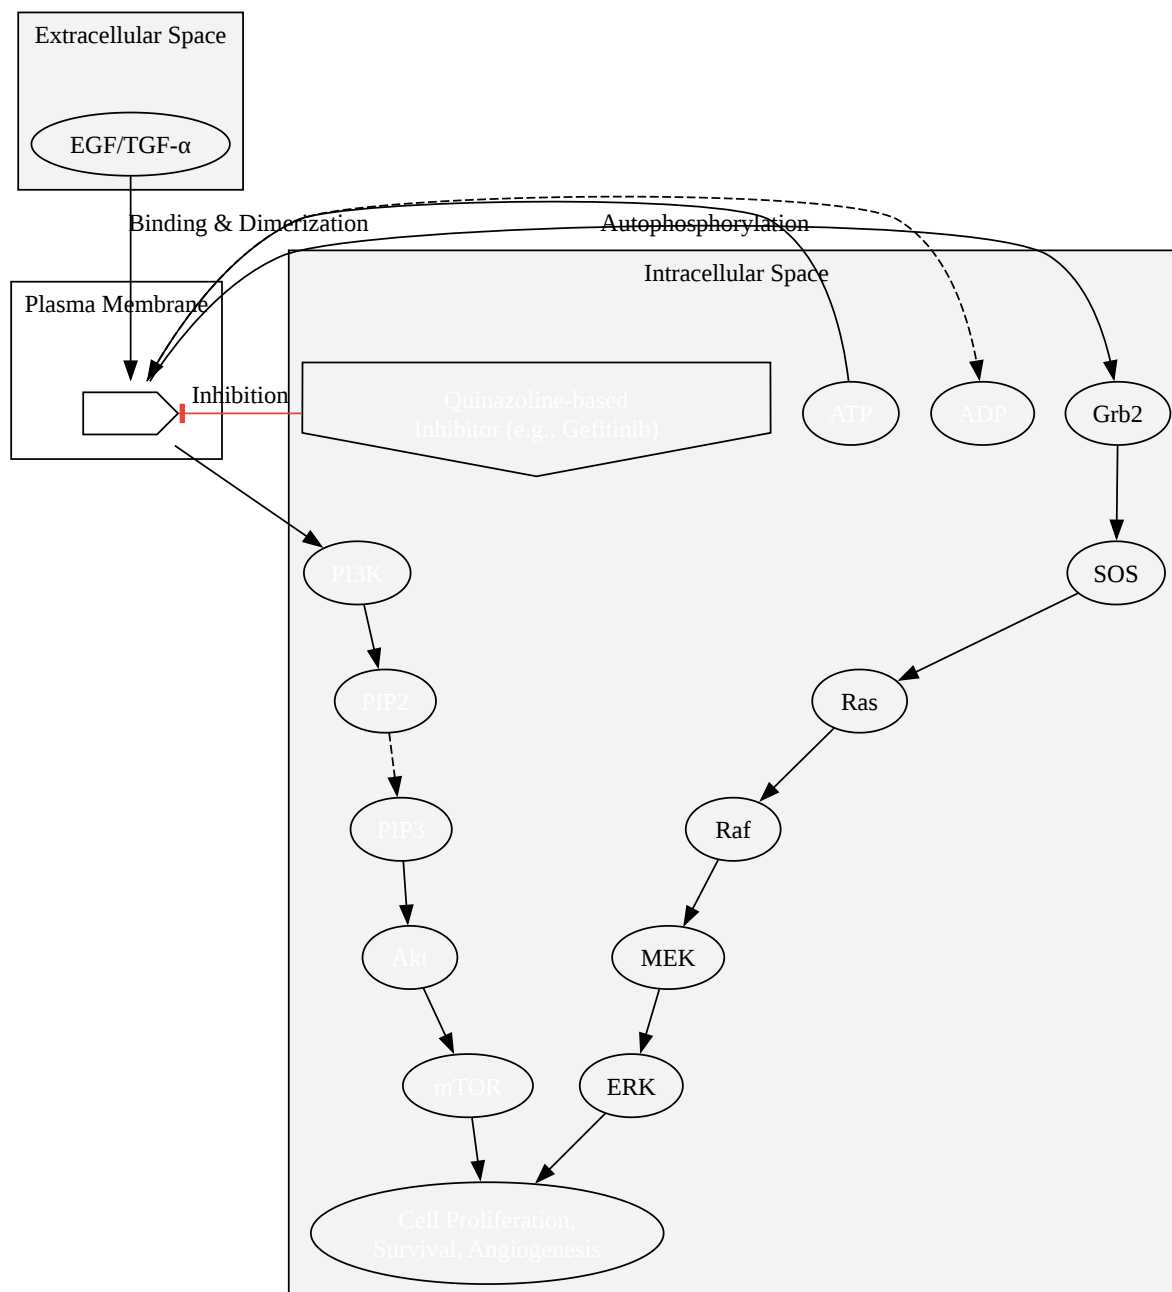 Extracellular Space
EGF/TGF-α
Binding & Dimerization
Autophosphorylation
Intracellular Space
Plasma Membrane
Inhibition
Quinazoline-based
Inhibitor (e.g., Gefitinib)
ATP
ADP
Grb2
PI3K
SOS
PIP2
Ras
PIP3
Raf
Akt
MEK
mTOR
ERK
Cell Proliferation,
Survival, Angiogenesis